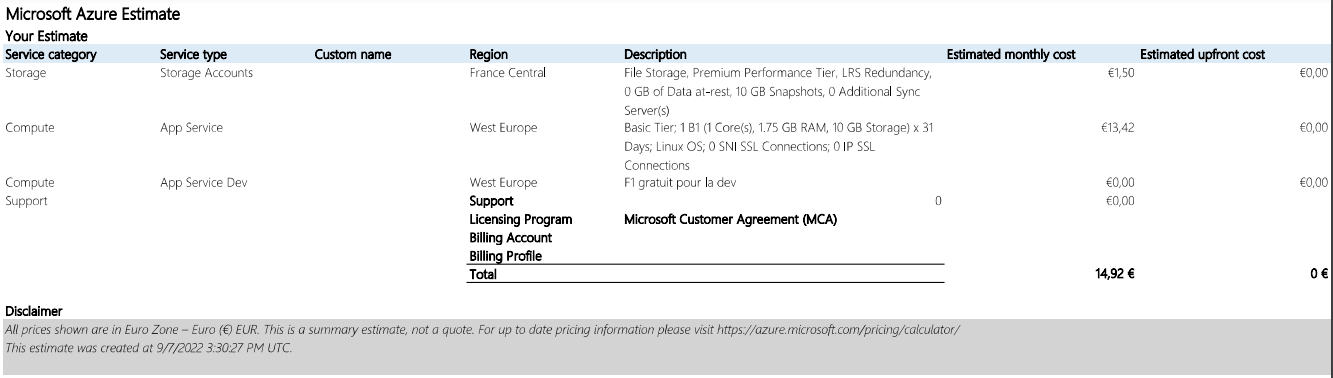 Microsoft Azure Estimate
Your Estimate
Service category Service type Custom name Region Description Estimated monthly cost Estimated upfront cost
Storage Storage Accounts France Central File Storage, Premium Performance Tier, LRS Redundancy, €1,50 €0,00
0 GB of Data at-rest, 10 GB Snapshots, 0 Additional Sync
Server(s)
Compute App Service West Europe Basic Tier; 1 B1 (1 Core(s), 1.75 GB RAM, 10 GB Storage) x 31 €13,42 €0,00
Days; Linux OS; 0 SNI SSL Connections; 0 IP SSL
Connections
Compute App Service Dev West Europe F1 gratuit pour la dev €0,00 €0,00
Support Support 0 €0,00
Licensing Program Microsoft Customer Agreement (MCA)
Billing Account
Billing Profile
Total 14,92 € 0 €
Disclaimer
All prices shown are in Euro Zone – Euro (€) EUR. This is a summary estimate, not a quote. For up to date pricing information please visit https://azure.microsoft.com/pricing/calculator/
This estimate was created at 9/7/2022 3:30:27 PM UTC.